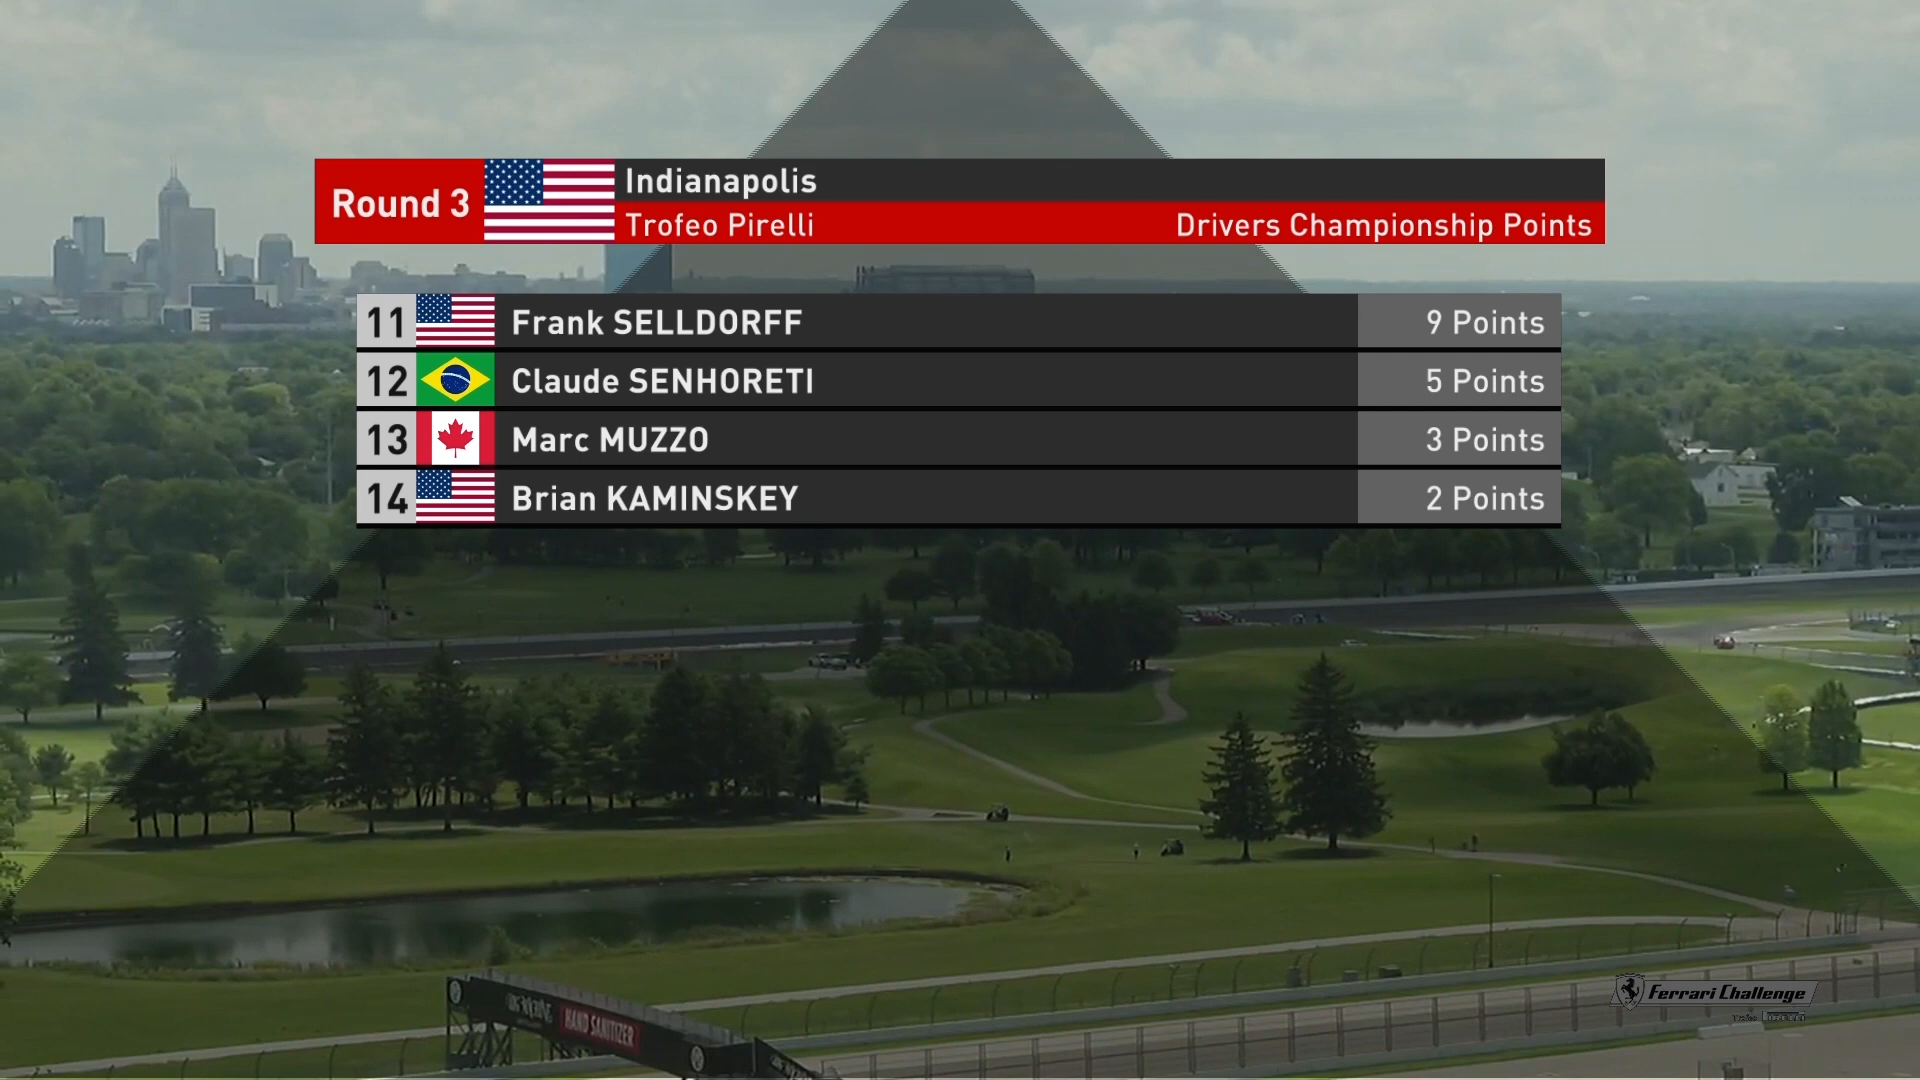 Round 3
Indianapolis
Trofeo Pirelli
Drivers Championship Points
11 Frank SELLDORFF 9 Points
12 Claude SENHORETI 5 Points
13 Marc MUZZO 3 Points
14 Brian KAMINSKEY 2 Points
Ferrari Challenge
HAND SANITIZER